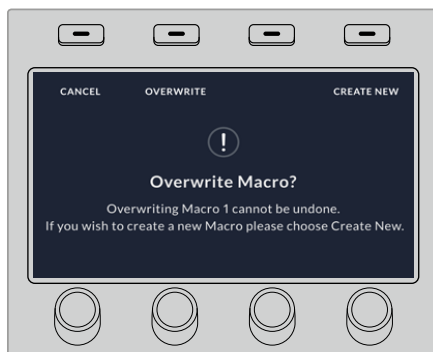 CANCEL OVERWRITE CREATE NEW
!
Overwrite Macro?
Overwriting Macro 1 cannot be undone.
If you wish to create a new Macro please choose Create New.